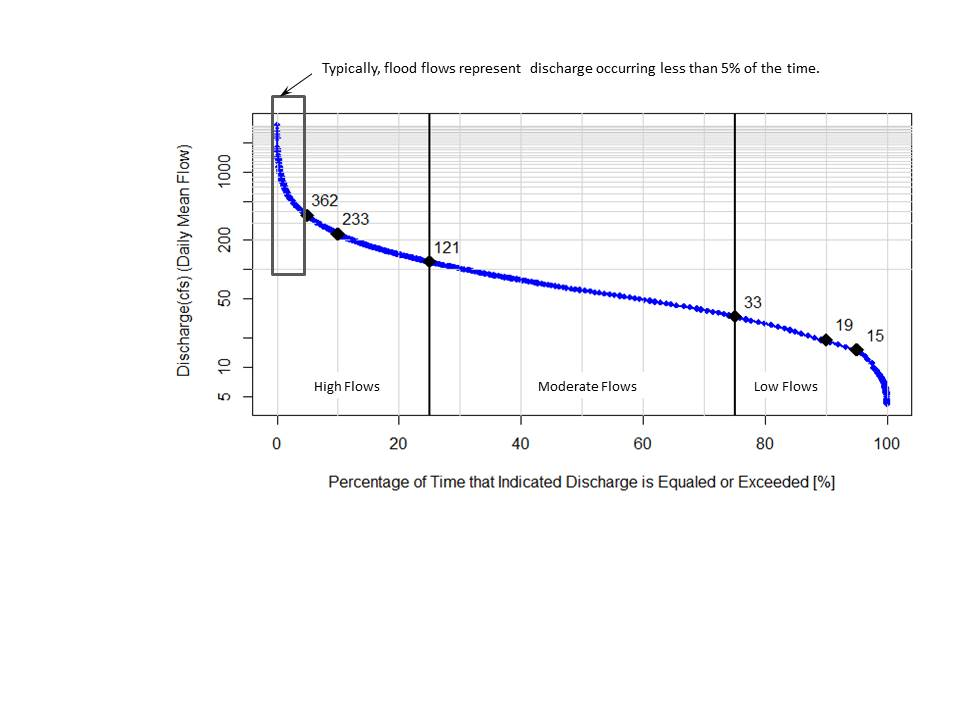 Typically, flood flows represent discharge occurring less than 5% of the time.
Discharge(cfs) (Daily Mean Flow)
1000
200
50
10
5
362
233
121
33
19
15
High Flows
Moderate Flows
Low Flows
0
20
40
60
80
100
Percentage of Time that Indicated Discharge is Equaled or Exceeded [%]